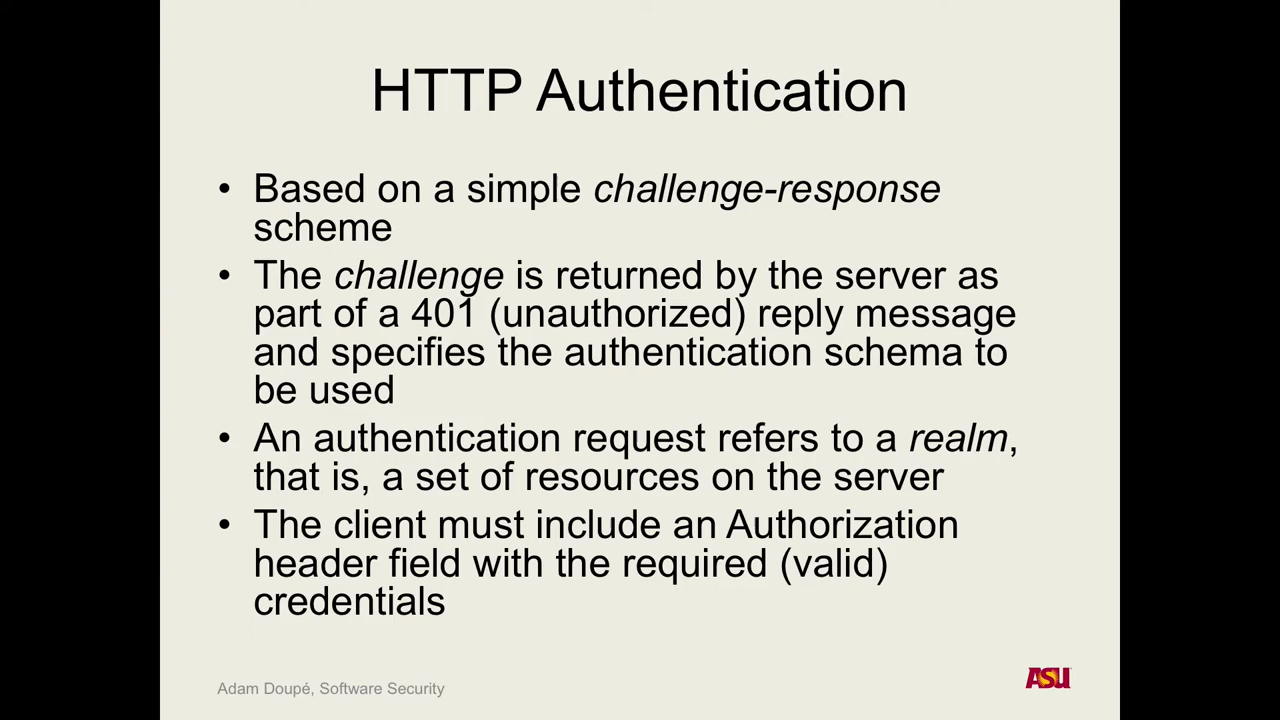 HTTP Authentication
• Based on a simple challenge-response
scheme
• The challenge is returned by the server as
part of a 401 (unauthorized) reply message
and specifies the authentication schema to
be used
• An authentication request refers to a realm,
that is, a set of resources on the server
• The client must include an Authorization
header field with the required (valid)
credentials
Adam Doupé, Software Security
ASU